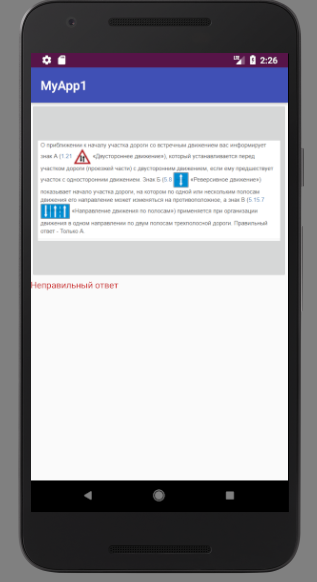 2:26
MyApp1
О приближении к началу участка дороги со встречным движением вас информирует
знак А (1.21 «Двустороннее движение»), который устанавливается перед
участком дороги (проезжей части) с двусторонним движением, если ему предшествует
участок с односторонним движением. Знак Б (5.8 «Реверсивное движение»)
показывает начало участка дороги, на котором по одной или нескольким полосам
движения его направление может изменяться на противоположное, а знак В (5.15.7
«Направление движения по полосам») применяется при организации
движения в одном направлении по двум полосам трехполосной дороги. Правильный
ответ - Только А.
Неправильный ответ